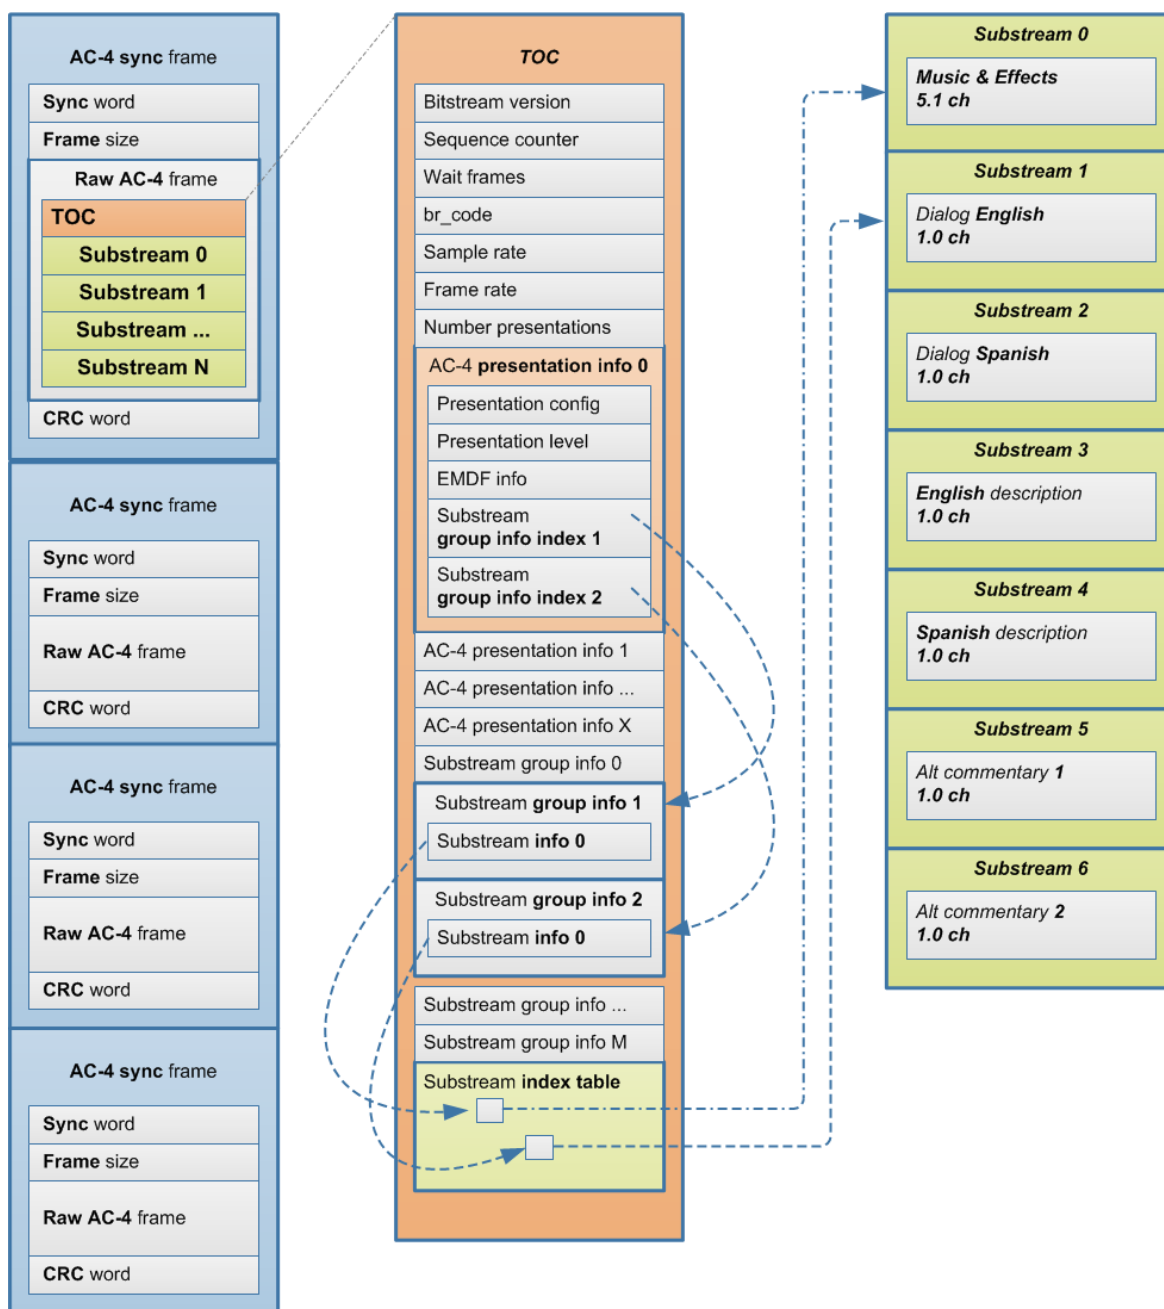 AC-4 sync frame
Sync word
Frame size
Raw AC-4 frame
TOC
Substream 0
Substream 1
Substream ...
Substream N
CRC word
AC-4 sync frame
Sync word
Frame size
Raw AC-4 frame
CRC word
AC-4 sync frame
Sync word
Frame size
Raw AC-4 frame
CRC word
AC-4 sync frame
Sync word
Frame size
Raw AC-4 frame
CRC word
TOC
Bitstream version
Sequence counter
Wait frames
br_code
Sample rate
Frame rate
Number presentations
AC-4 presentation info 0
Presentation config
Presentation level
EMDF info
Substream
group info index 1
Substream
group info index 2
AC-4 presentation info 1
AC-4 presentation info ...
AC-4 presentation info X
Substream group info 0
Substream group info 1
Substream info 0
Substream group info 2
Substream info 0
Substream group info ...
Substream group info M
Substream index table
Substream 0
Music & Effects
5.1 ch
Substream 1
Dialog English
1.0 ch
Substream 2
Dialog Spanish
1.0 ch
Substream 3
English description
1.0 ch
Substream 4
Spanish description
1.0 ch
Substream 5
Alt commentary 1
1.0 ch
Substream 6
Alt commentary 2
1.0 ch